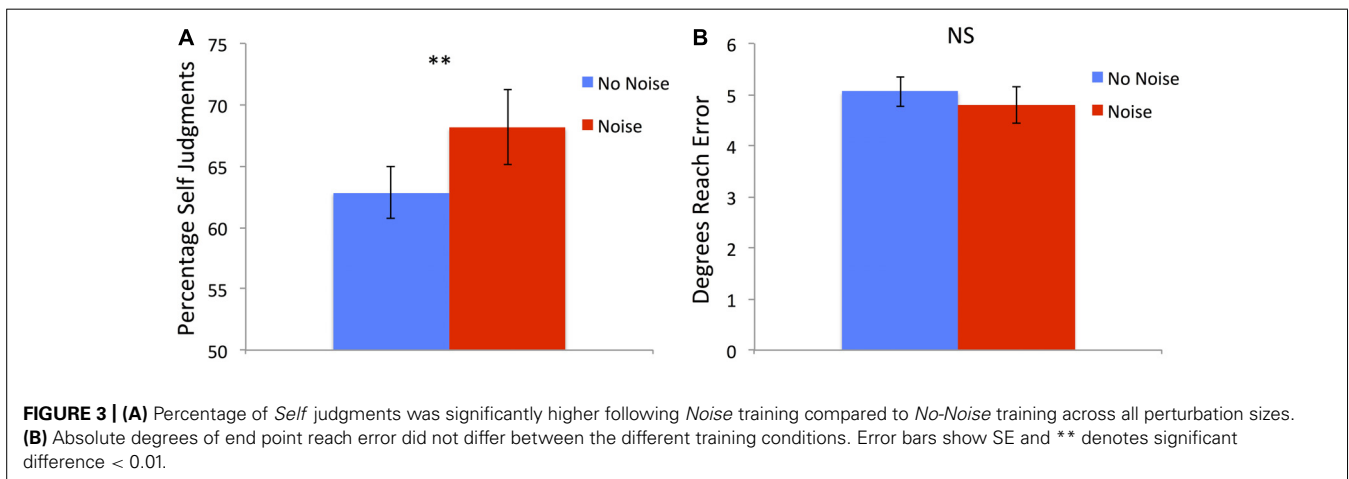 A
B
NS
**
75
70
65
60
55
50
Percentage Self Judgments
No Noise
Noise
6
5
4
3
2
1
0
Degrees Reach Error
No Noise
Noise
FIGURE 3 | (A) Percentage of Self judgments was significantly higher following Noise training compared to No-Noise training across all perturbation sizes.
(B) Absolute degrees of end point reach error did not differ between the different training conditions. Error bars show SE and ** denotes significant
difference < 0.01.